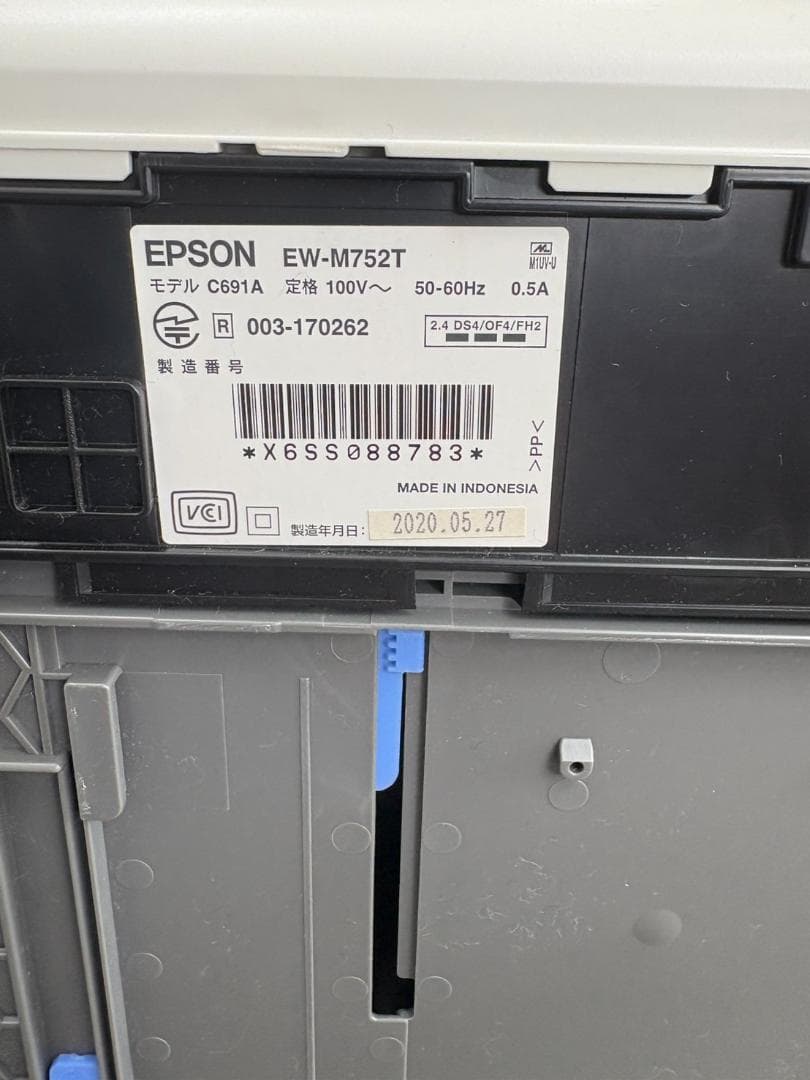 EPSON EW-M752T
M1UV-U
モデル C691A 定格 100V～ 50-60Hz 0.5A
R 003-170262
2.4 DS4/OF4/FH2
製造番号
*X6SS088783*
>PP<
MADE IN INDONESIA
VCI
製造年月日: 2020.05.27